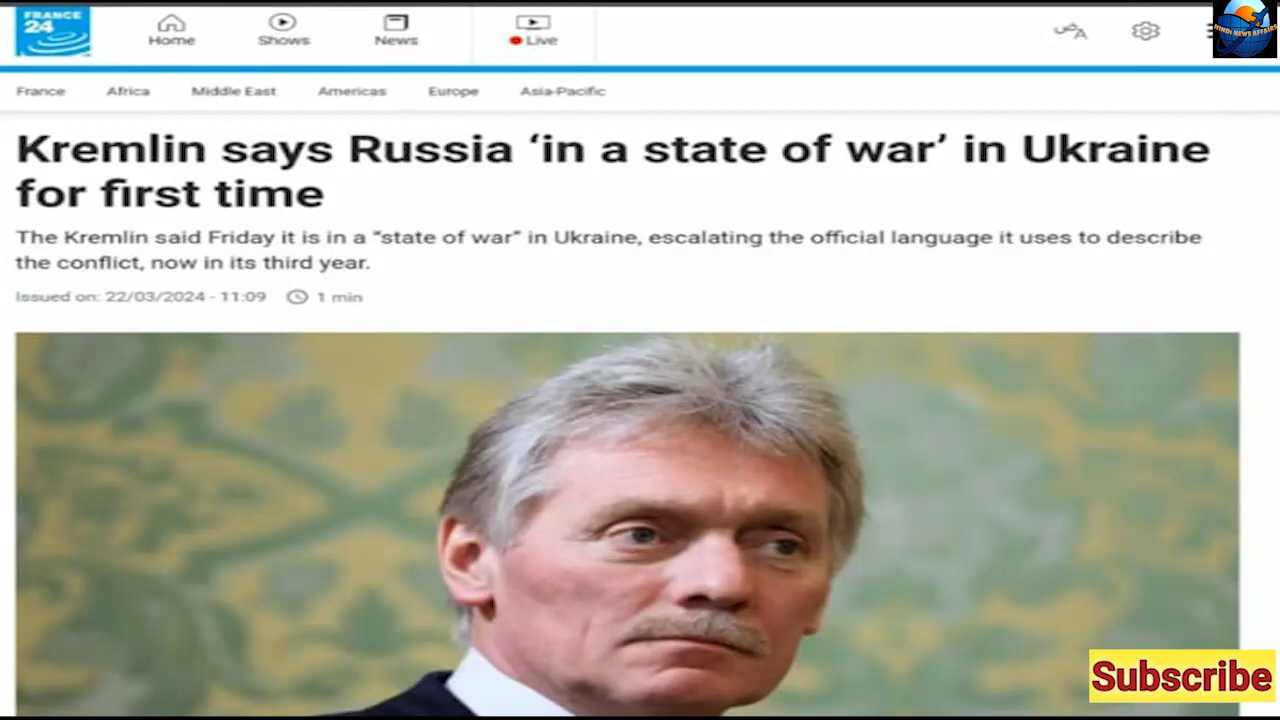 FRANCE
24
Home
Shows
News
Live
HINDI NEWS AFFAIRS
France
Africa
Middle East
Americas
Europe
Asia-Pacific
Kremlin says Russia ‘in a state of war’ in Ukraine
for first time
The Kremlin said Friday it is in a “state of war” in Ukraine, escalating the official language it uses to describe
the conflict, now in its third year.
Issued on: 22/03/2024 - 11:09
1 min
Subscribe